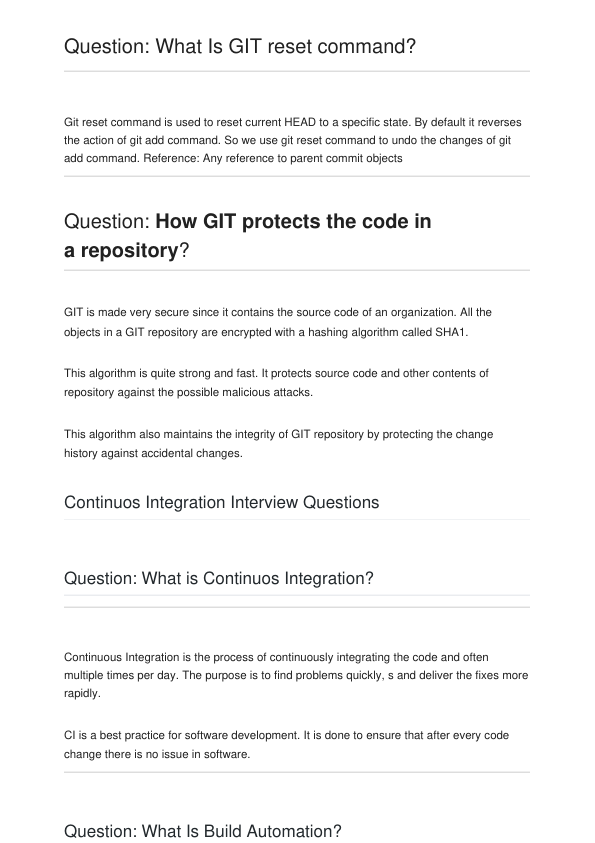 Question: What Is GIT reset command?
Git reset command is used to reset current HEAD to a specific state. By default it reverses
the action of git add command. So we use git reset command to undo the changes of git
add command. Reference: Any reference to parent commit objects
Question: How GIT protects the code in
a repository?
GIT is made very secure since it contains the source code of an organization. All the
objects in a GIT repository are encrypted with a hashing algorithm called SHA1.
This algorithm is quite strong and fast. It protects source code and other contents of
repository against the possible malicious attacks.
This algorithm also maintains the integrity of GIT repository by protecting the change
history against accidental changes.
Continuos Integration Interview Questions
Question: What is Continuos Integration?
Continuous Integration is the process of continuously integrating the code and often
multiple times per day. The purpose is to find problems quickly, s and deliver the fixes more
rapidly.
CI is a best practice for software development. It is done to ensure that after every code
change there is no issue in software.
Question: What Is Build Automation?